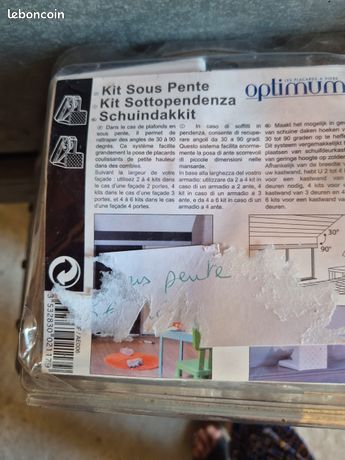 leboncoin
Kit Sous Pente
Kit Sottopendenza
Schuindakkit
LES PLACARDS A VIVRE
optimum
Dans le cas de plafonds en
sous pente, il permet de
rattraper des angles de 30 à 90
degrés. Ce système facilite
grandement la pose de placards
coulissants de petite hauteur
dans des combles.
Suivant la largeur de votre
façade : utilisez 2 à 4 kits dans
le cas d'une façade 2 portes, 4
kits dans le cas d'une façade 3
portes, et 4 à 6 kits dans le cas
d'une façade 4 portes.
In caso di soffitti in
pendenza, consente di recupe-
rare angoli da 30 a 90 gradi.
Questo sistema facilita enorme-
mente la posa di ante scorrevoli
di piccole dimensioni nelle
mansarde.
In base alla larghezza del vostro
armadio: utilizzare da 2 a 4 kit in
caso di un armadio a 2 ante, 4
kit in caso di un armadio a 3
ante, e da 4 a 6 kit in caso di un
armadio a 4 ante.
Maakt het mogelijk in ge
van schuine daken hoeken v
30 tot 90 graden op te hal
Dit systeem vergemakkelijkt
plaatsen van schuifdeurkast
van geringe hoogte op zolder
Afhankelijk van de breedte
uw kastwand, habt U 2 tot 4
voor een kastwand van
deuren nodig, 4 kits voor
kastwand van 3 deuren en 4
6 kits voor een kastwand van
deuren.
30°
90°
sous pente
3 532830 021179